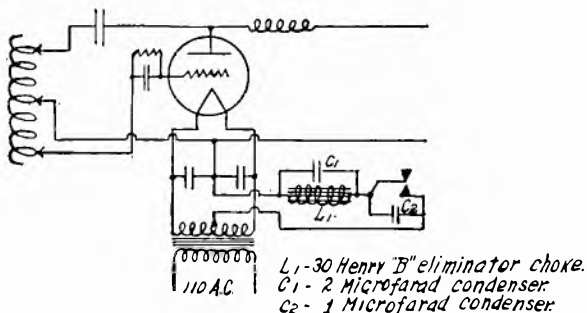 C1
L1.
C2
110 A.C.
L1-30 Henry "B" eliminator choke.
C1 - 2 Microfarad condenser.
C2 - 1 Microfarad condenser.